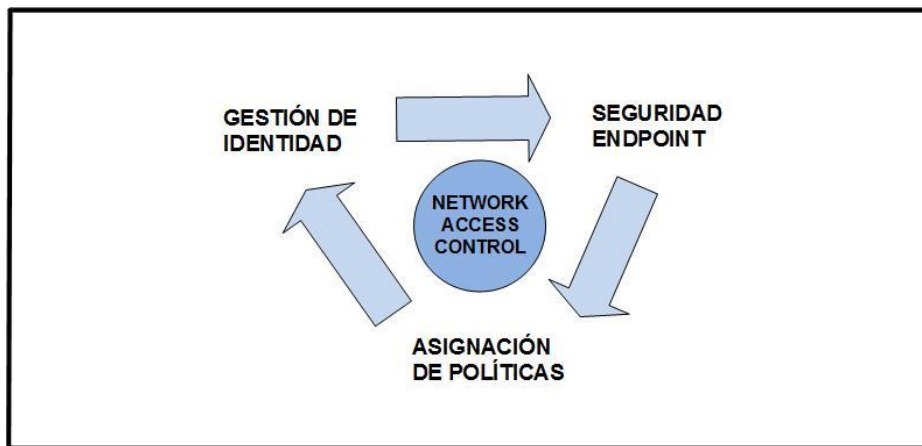 GESTIÓN DE
IDENTIDAD
SEGURIDAD
ENDPOINT
NETWORK
ACCESS
CONTROL
ASIGNACIÓN
DE POLÍTICAS